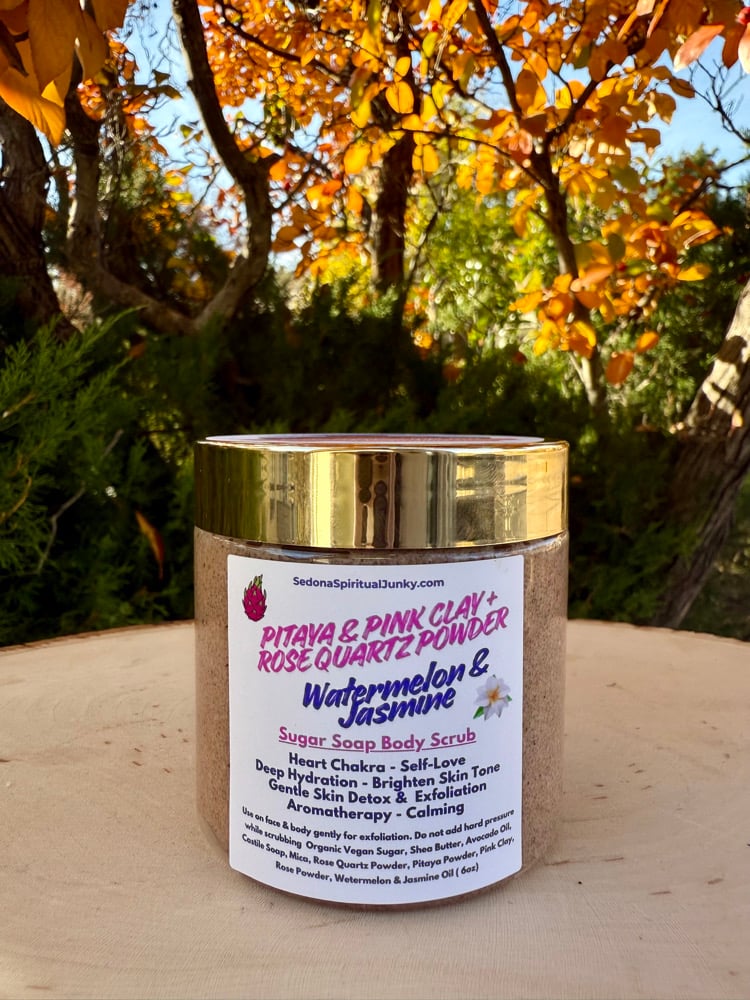 SedonaSpiritualJunky.com
PITAYA & PINK CLAY +
ROSE QUARTZ POWDER
Watermelon &
Jasmine
Sugar Soap Body Scrub
Heart Chakra - Self-Love
Deep Hydration - Brighten Skin Tone
Gentle Skin Detox & Exfoliation
Aromatherapy - Calming
Use on face & body gently for exfoliation. Do not add hard pressure
while scrubbing Organic Vegan Sugar, Shea Butter, Avocado Oil,
Castile Soap, Mica, Rose Quartz Powder, Pitaya Powder, Pink Clay,
Rose Powder, Wetermelon & Jasmine Oil ( 6oz)